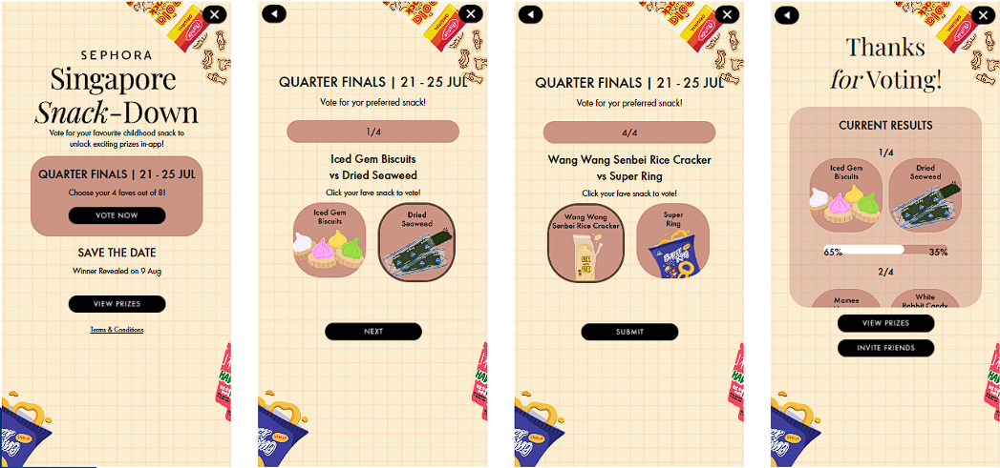 SEPHORA
Singapore
Snack-Down
Vote for your favourite childhood snack to
unlock exciting prizes in-app!
QUARTER FINALS | 21 - 25 JUL
Choose your 4 faves out of 8!
VOTE NOW
SAVE THE DATE
Winner Revealed on 9 Aug
VIEW PRIZES
Terms & Conditions
QUARTER FINALS | 21 - 25 JUL
Vote for yor preferred snack!
1/4
Iced Gem Biscuits
vs Dried Seaweed
Click your fave snack to vote!
Iced Gem
Biscuits
Dried
Seaweed
NEXT
QUARTER FINALS | 21 - 25 JUL
Vote for yor preferred snack!
4/4
Wang Wang Senbei Rice Cracker
vs Super Ring
Click your fave snack to vote!
Wang Wang
Senbei Rice Cracker
Super
Ring
SUBMIT
Thanks
for Voting!
CURRENT RESULTS
1/4
Iced Gem
Biscuits
Dried
Seaweed
65%
35%
2/4
Mamee
White
Rabbit Candy
VIEW PRIZES
INVITE FRIENDS